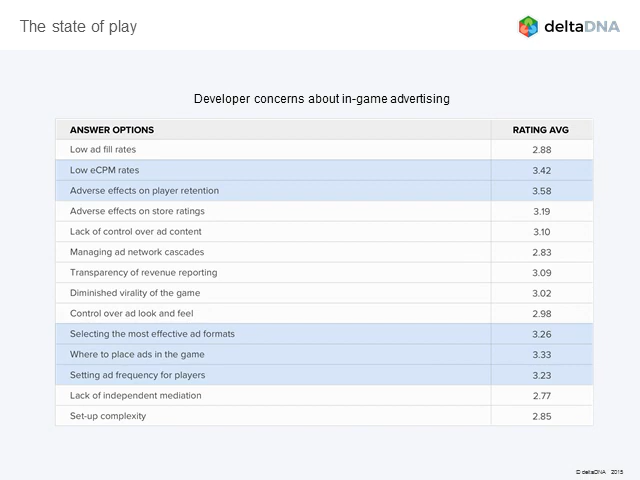 The state of play
deltaDNA
Developer concerns about in-game advertising
ANSWER OPTIONS RATING AVG
Low ad fill rates 2.88
Low eCPM rates 3.42
Adverse effects on player retention 3.58
Adverse effects on store ratings 3.19
Lack of control over ad content 3.10
Managing ad network cascades 2.83
Transparency of revenue reporting 3.09
Diminished virality of the game 3.02
Control over ad look and feel 2.98
Selecting the most effective ad formats 3.26
Where to place ads in the game 3.33
Setting ad frequency for players 3.23
Lack of independent mediation 2.77
Set-up complexity 2.85
© deltaDNA 2015